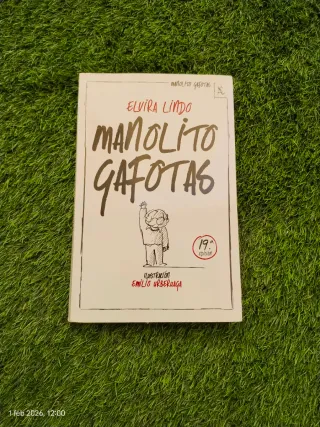 MANOLITO GAFOTAS
ELVIRA LINDO
MANOLITO
GAFOTAS
19.ª
EDICIÓN
ILUSTRACIÓN
EMILIO URBERUAGA
1 feb 2026, 12:00